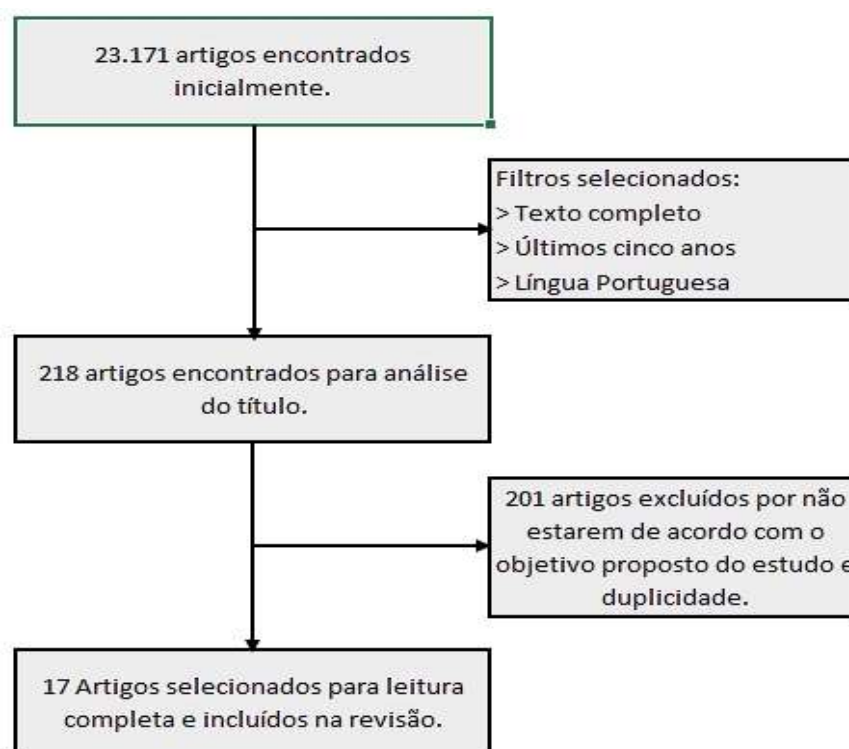 23.171 artigos encontrados
inicialmente.
Filtros selecionados:
> Texto completo
> Últimos cinco anos
> Língua Portuguesa
218 artigos encontrados para análise
do título.
201 artigos excluídos por não
estarem de acordo com o
objetivo proposto do estudo e
duplicidade.
17 Artigos selecionados para leitura
completa e incluídos na revisão.